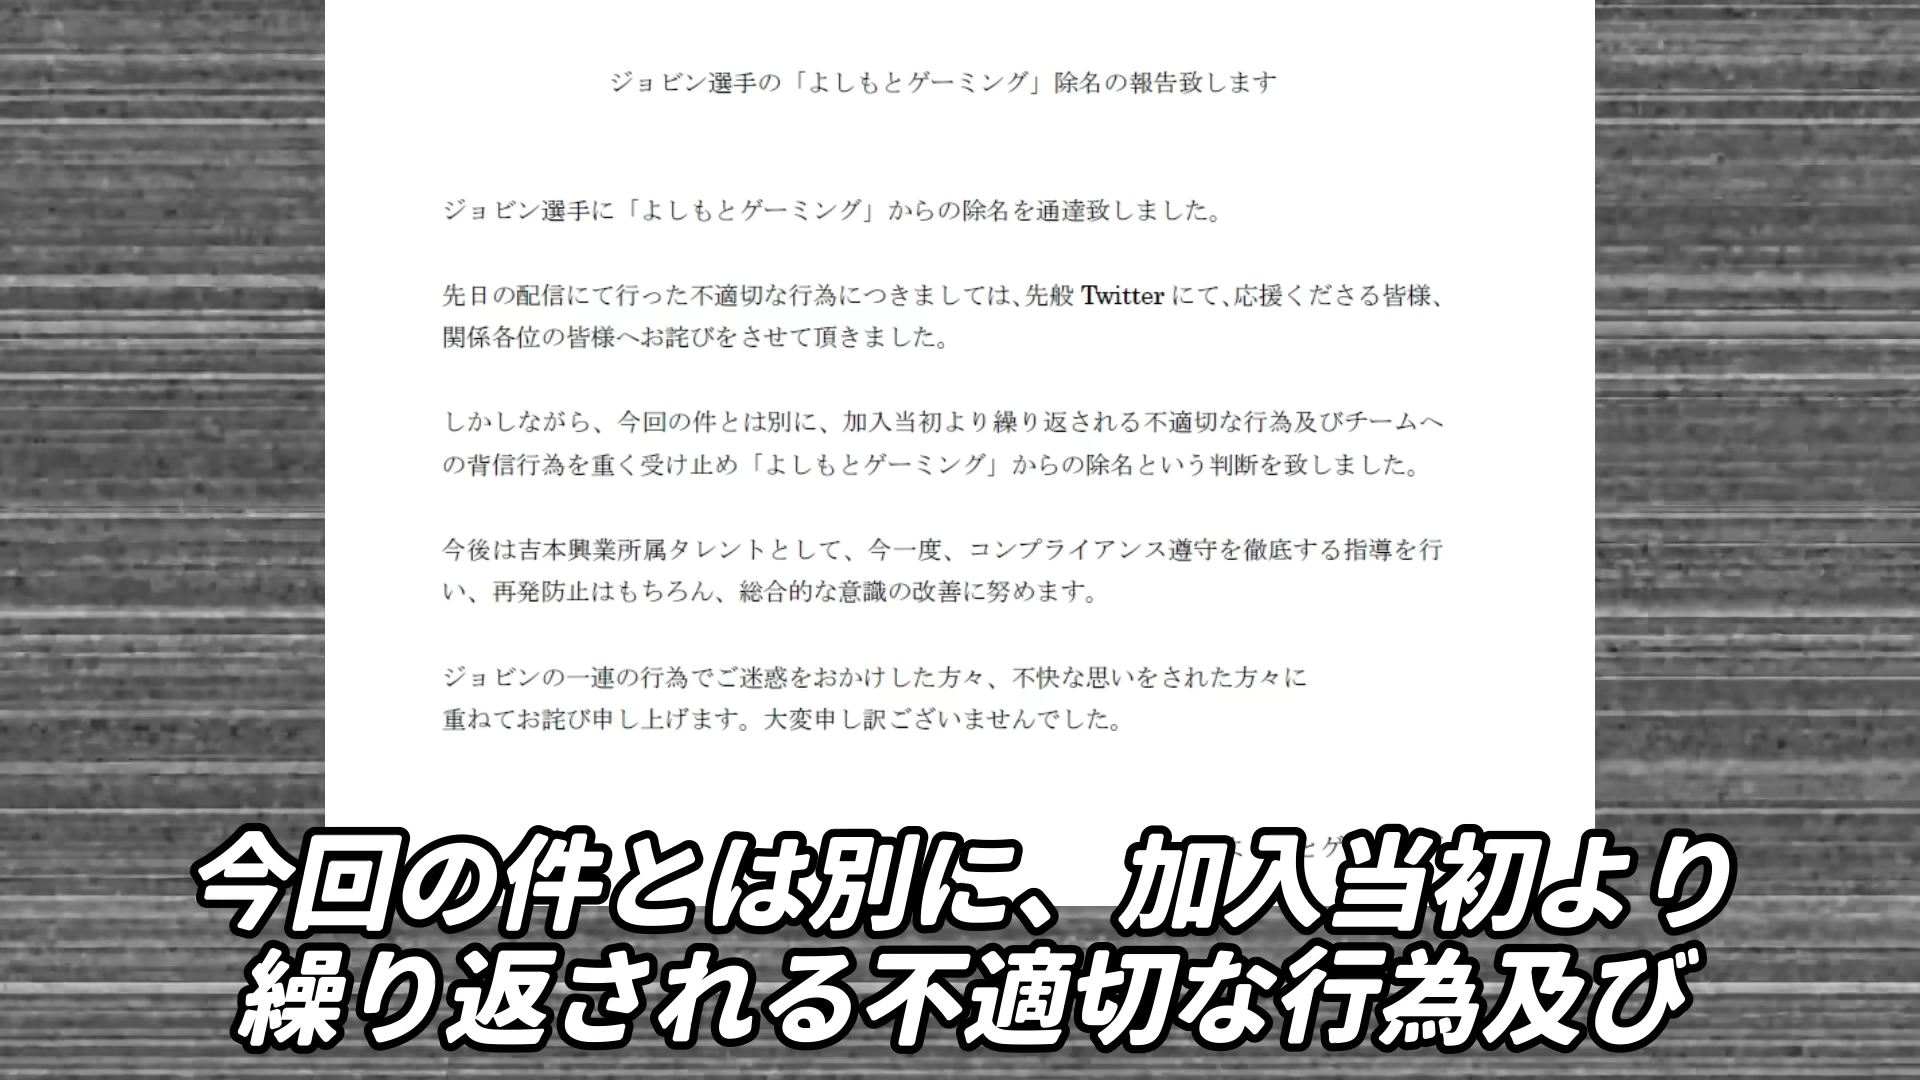 ジョビン選手の「よしもとゲーミング」除名の報告致します
ジョビン選手に「よしもとゲーミング」からの除名を通達致しました。
先日の配信にて行った不適切な行為につきましては、先般 Twitter にて、応援くださる皆様、
関係各位の皆様へお詫びをさせて頂きました。
しかしながら、今回の件とは別に、加入当初より繰り返される不適切な行為及びチームへ
の背信行為を重く受け止め「よしもとゲーミング」からの除名という判断を致しました。
今後は吉本興業所属タレントとして、今一度、コンプライアンス遵守を徹底する指導を行
い、再発防止はもちろん、総合的な意識の改善に努めます。
ジョビンの一連の行為でご迷惑をおかけした方々、不快な思いをされた方々に
重ねてお詫び申し上げます。大変申し訳ございませんでした。
今回の件とは別に、加入当初より
繰り返される不適切な行為及び